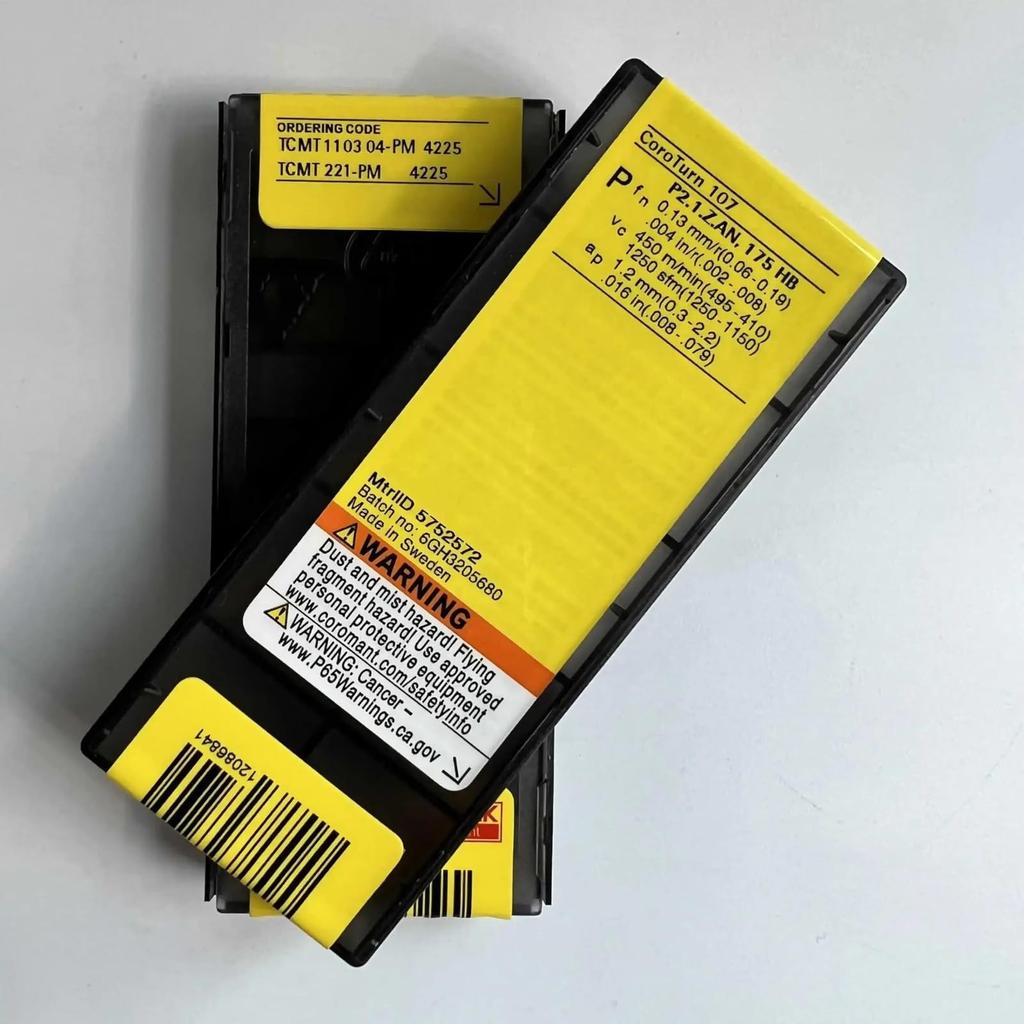 ORDERING CODE
TCMT 11 03 04-PM 4225
TCMT 221-PM 4225
CoroTurn 107
P2.1.Z.AN, 175 HB
P fn 0.13 mm/r(0.06-0.19)
.004 in/r(.002-.008)
vc 450 m/min(495-410)
1250 sfm(1250-1150)
ap 1.2 mm(0.3-2.2)
.016 in(.008-.079)
MtrlID 5752572
Batch no: 6GH3205680
Made in Sweden
WARNING
Dust and mist hazard! Flying
fragment hazard! Use approved
personal protective equipment
www.coromant.com/safetyinfo
WARNING: Cancer –
www.P65Warnings.ca.gov
12086841